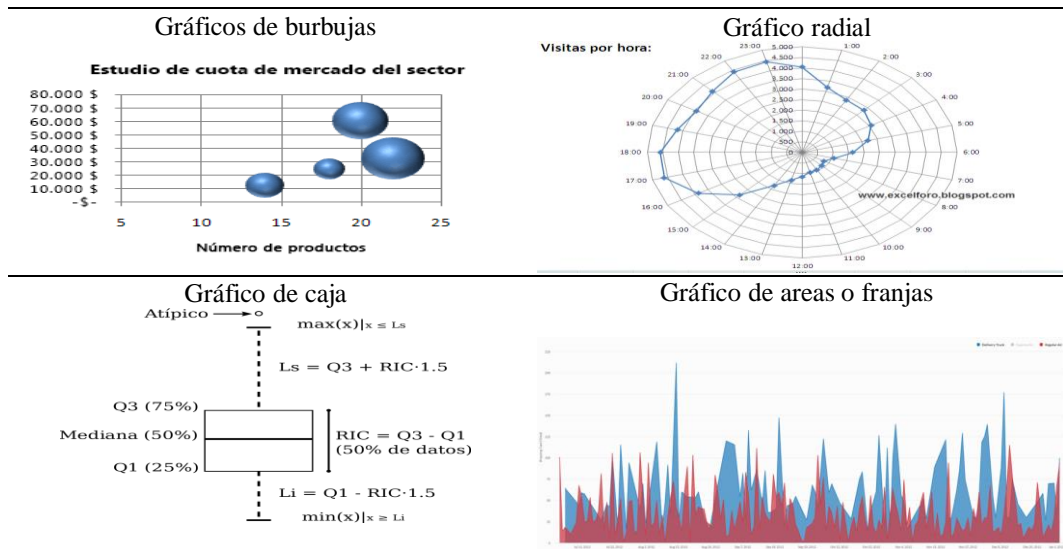 Gráficos de burbujas
Estudio de cuota de mercado del sector
80.000 $
70.000 $
60.000 $
50.000 $
40.000 $
30.000 $
20.000 $
10.000 $
-$-
5 10 15 20 25
Número de productos
Gráfico radial
Visitas por hora:
5.000
4.500
4.000
3.500
3.000
2.500
2.000
1.500
1.000
500
0
1:00
2:00
3:00
4:00
5:00
6:00
7:00
8:00
9:00
10:00
11:00
12:00
13:00
14:00
15:00
16:00
17:00
18:00
19:00
20:00
21:00
22:00
23:00
www.excelforo.blogspot.com
Gráfico de caja
Atípico
max(x)|x ≤ Ls
Ls = Q3 + RIC·1.5
Q3 (75%)
Mediana (50%)
Q1 (25%)
RIC = Q3 - Q1
(50% de datos)
Li = Q1 - RIC·1.5
min(x)|x ≥ Li
Gráfico de areas o franjas
Delivery Truck